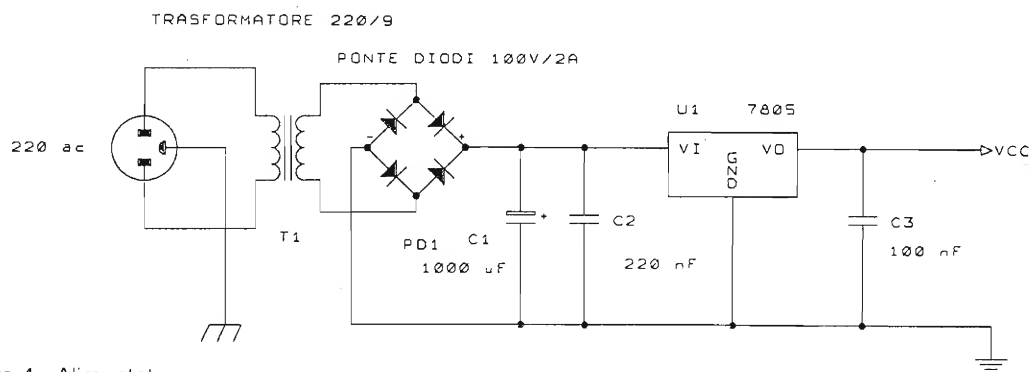 TRASFORMATORE 220/9
PONTE DIODI 100V/2A
U1 7805
220 ac
- +
VI GND VO
VCC
T1
PD1
C1 +
1000 uF
C2
220 nF
C3
100 nF